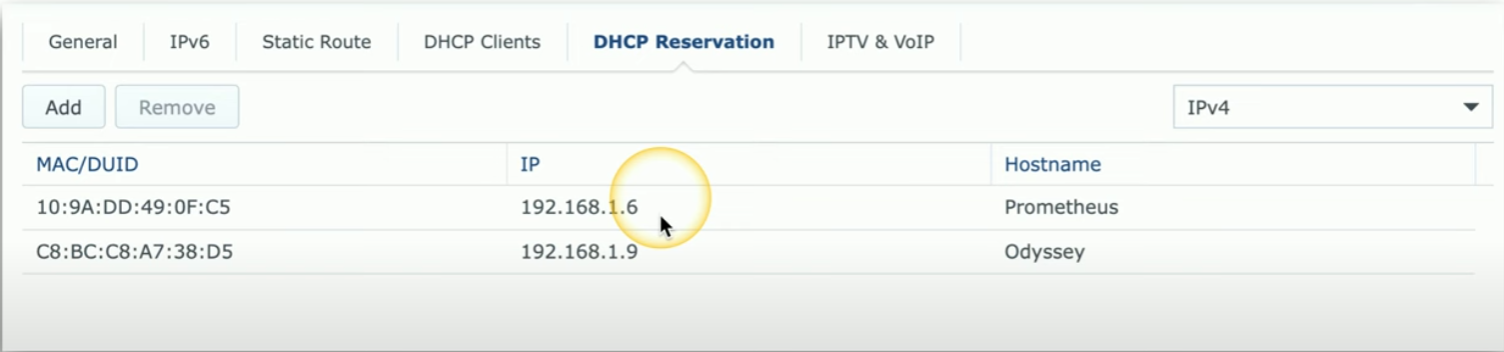 General IPv6 Static Route DHCP Clients DHCP Reservation IPTV & VoIP
Add Remove IPv4
MAC/DUID IP Hostname
10:9A:DD:49:0F:C5 192.168.1.6 Prometheus
C8:BC:C8:A7:38:D5 192.168.1.9 Odyssey